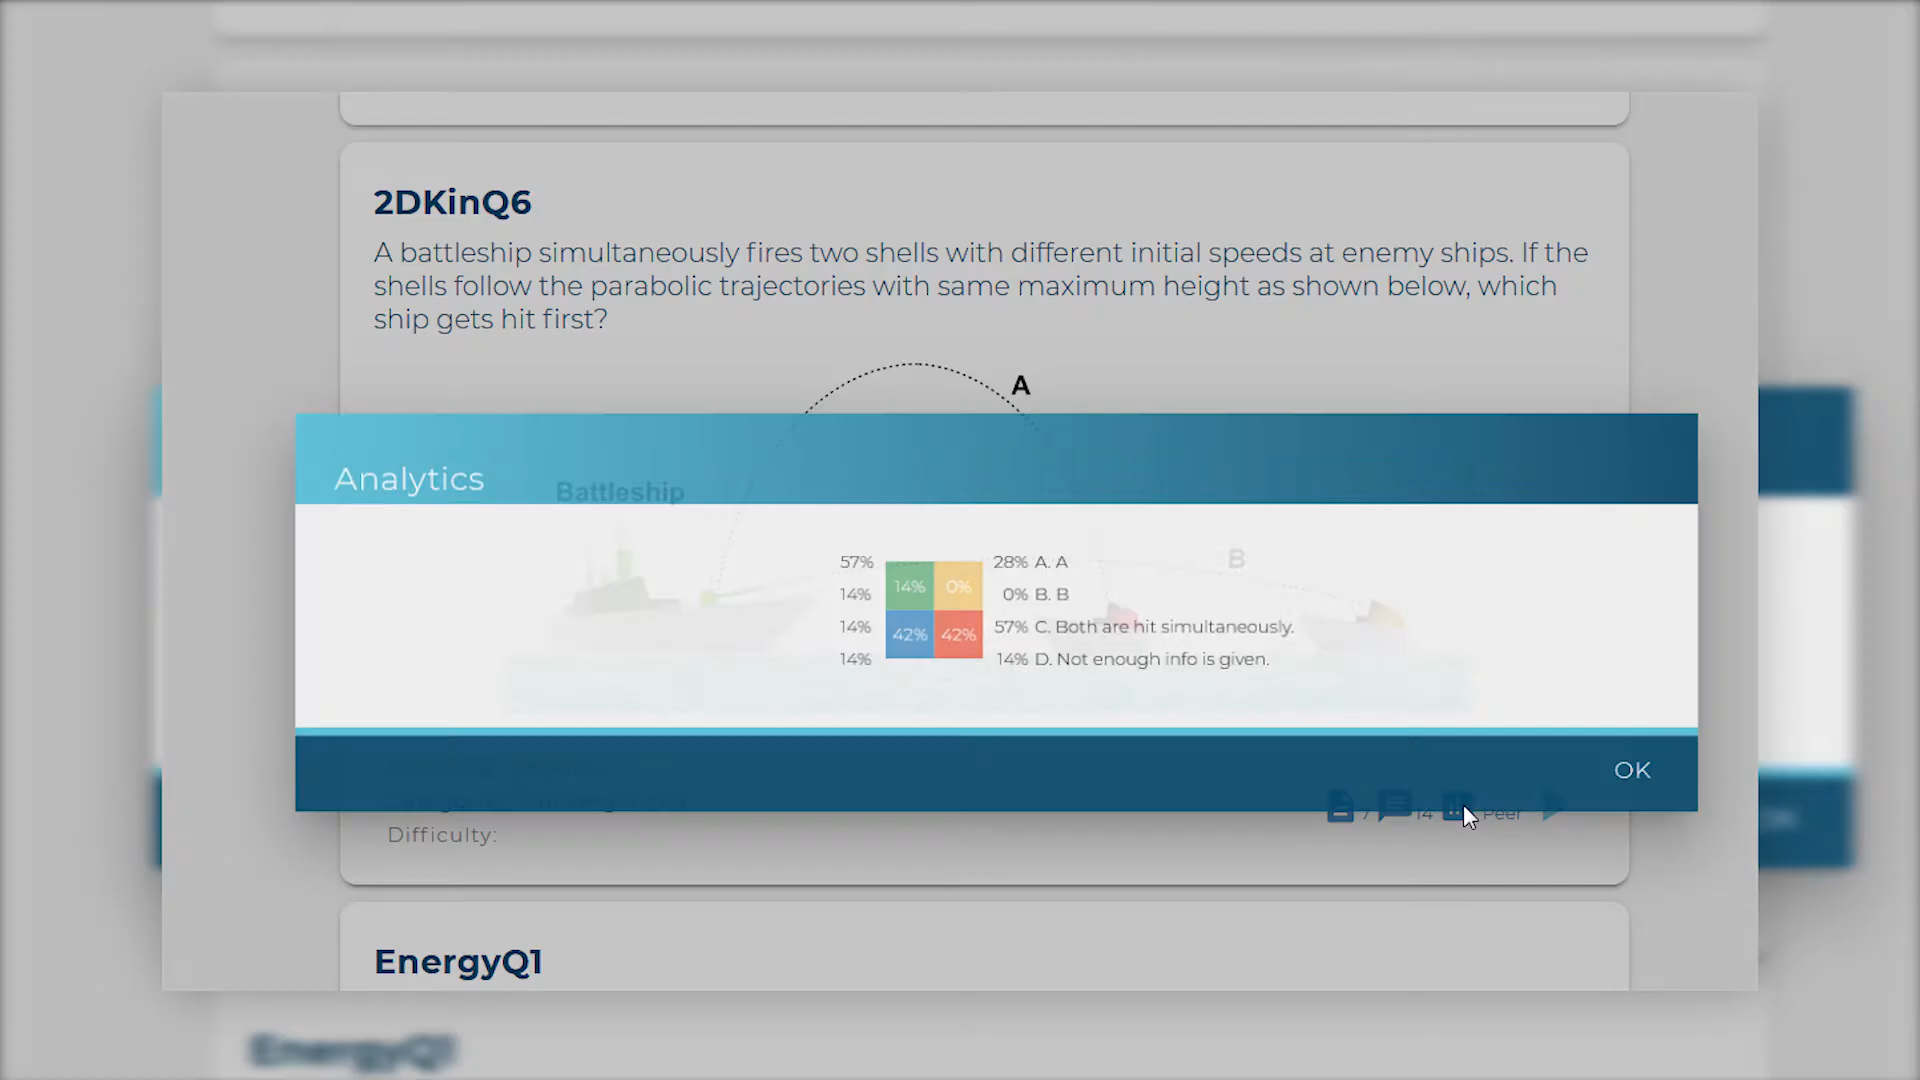 2DKinQ6
A battleship simultaneously fires two shells with different initial speeds at enemy ships. If the
shells follow the parabolic trajectories with same maximum height as shown below, which
ship gets hit first?
A
Analytics
Battleship
B
57% 14% 0% 28% A. A
14% 0% B. B
14% 42% 42% 57% C. Both are hit simultaneously.
14% 14% D. Not enough info is given.
OK
7 14 Peer
Difficulty:
EnergyQ1
EnergyQ1